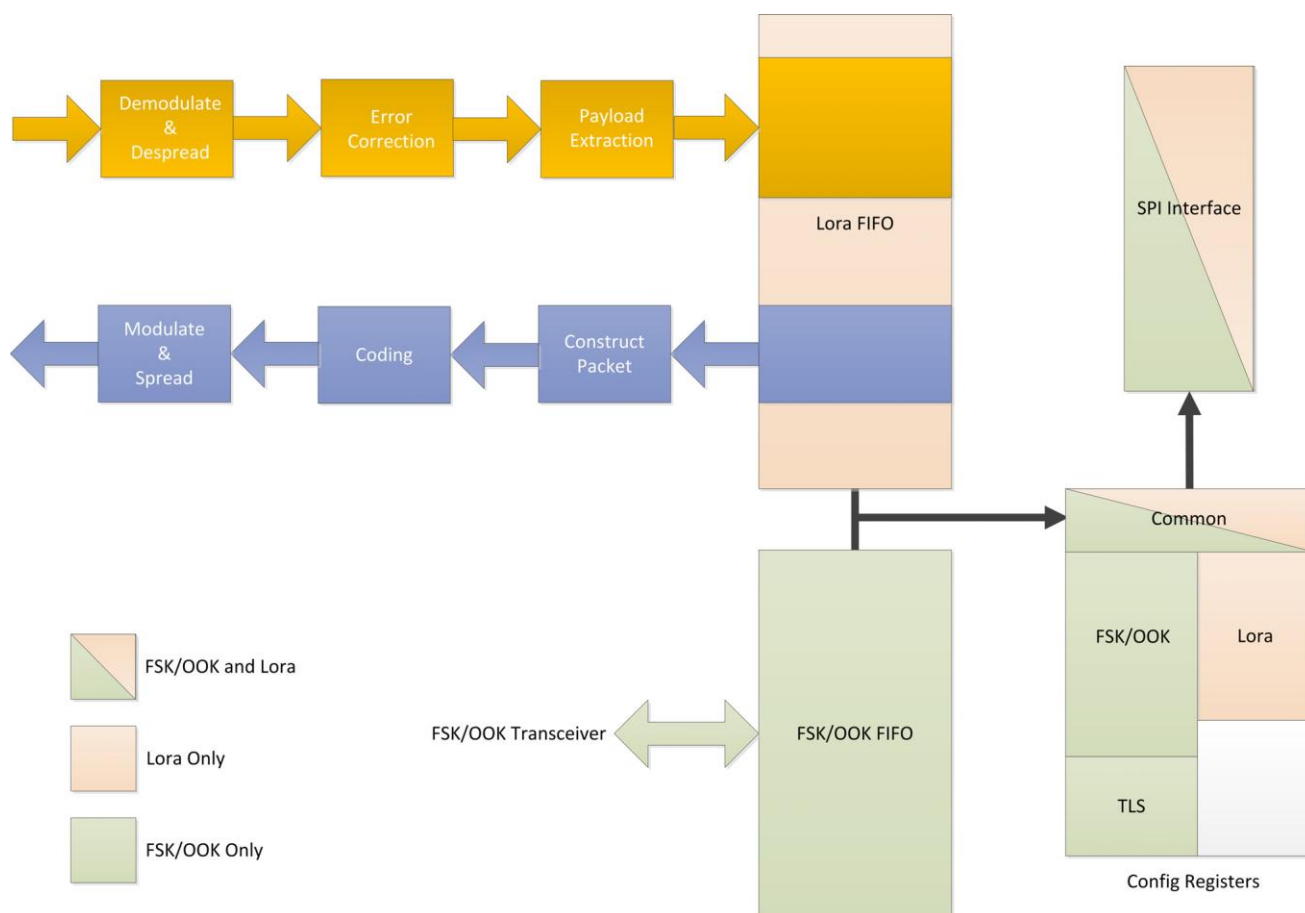 Demodulate
&
Despread
Error
Correction
Payload
Extraction
Lora FIFO
SPI Interface
Modulate
&
Spread
Coding
Construct
Packet
Common
FSK/OOK
Lora
TLS
Config Registers
FSK/OOK and Lora
Lora Only
FSK/OOK Only
FSK/OOK Transceiver
FSK/OOK FIFO